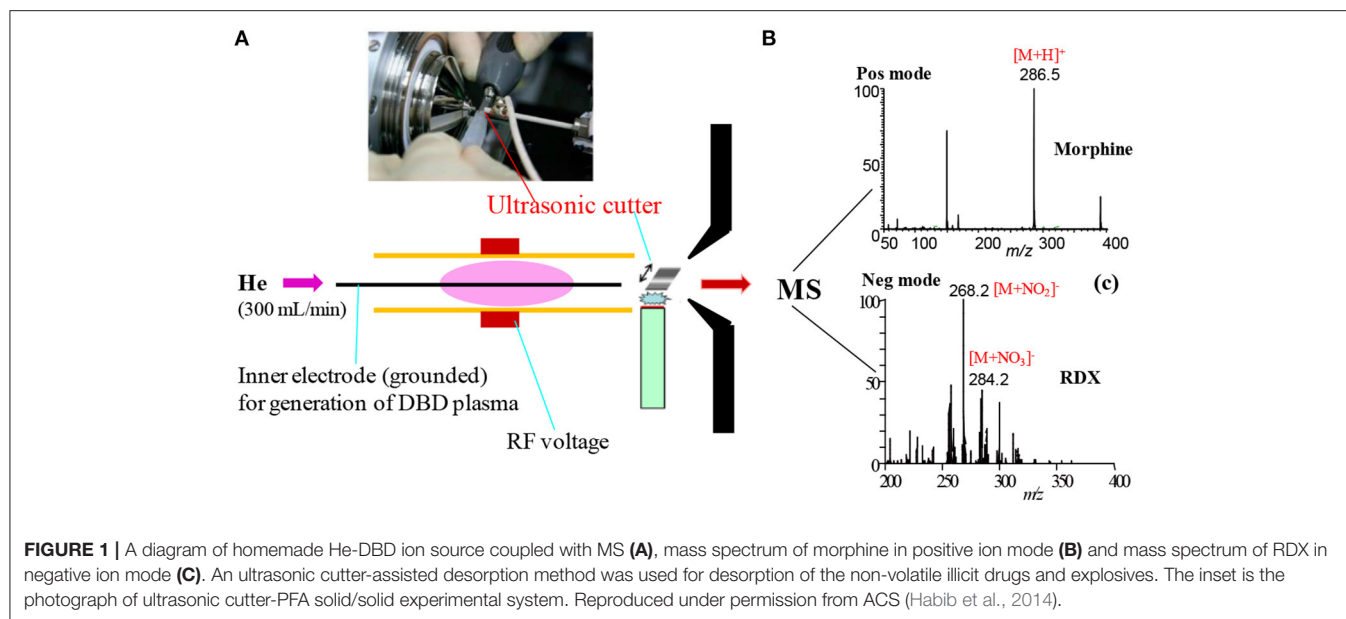 A
B
[M+H]+
Pos mode
286.5
100
Morphine
50
0
50 100 200 300 400
m/z
Ultrasonic cutter
He
(300 mL/min)
MS
Inner electrode (grounded)
for generation of DBD plasma
RF voltage
Neg mode
(c)
268.2 [M+NO2]-
100
[M+NO3]-
284.2
RDX
50
0
200 250 300 350 400
m/z
FIGURE 1 | A diagram of homemade He-DBD ion source coupled with MS (A), mass spectrum of morphine in positive ion mode (B) and mass spectrum of RDX in
negative ion mode (C). An ultrasonic cutter-assisted desorption method was used for desorption of the non-volatile illicit drugs and explosives. The inset is the
photograph of ultrasonic cutter-PFA solid/solid experimental system. Reproduced under permission from ACS (Habib et al., 2014).